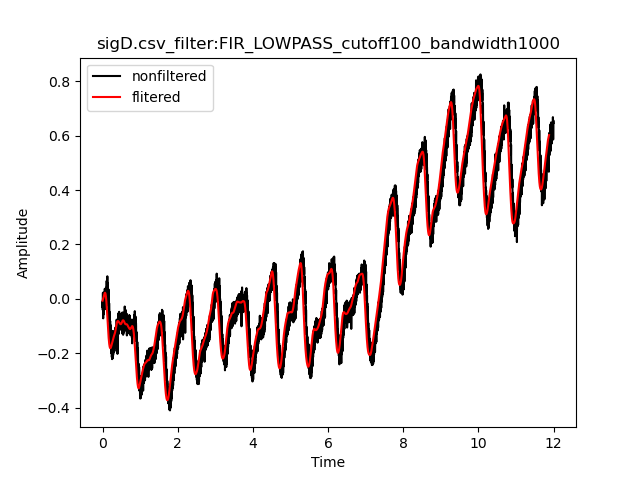 sigD.csv_filter:FIR_LOWPASS_cutoff100_bandwidth1000
nonfiltered
flitered
0.8
0.6
0.4
0.2
0.0
−0.2
−0.4
Amplitude
0 2 4 6 8 10 12
Time